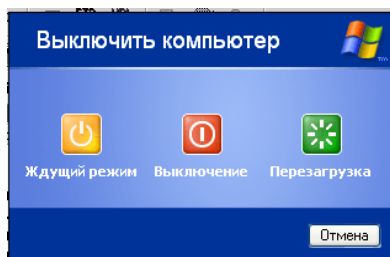 Выключить компьютер
Ждущий режим
Выключение
Перезагрузка
Отмена